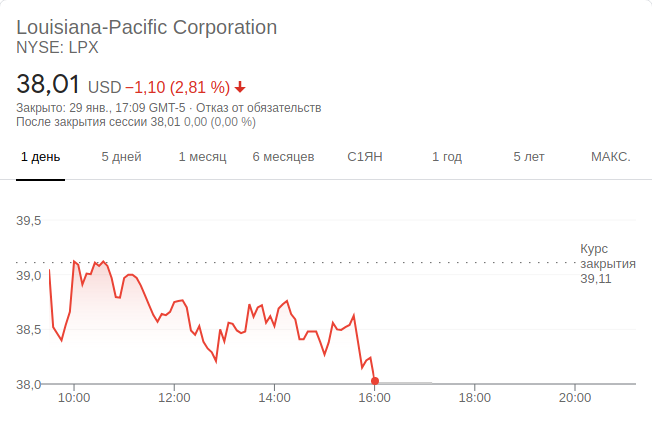 Louisiana-Pacific Corporation
NYSE: LPX
38,01 USD −1,10 (2,81 %)
Закрыто: 29 янв., 17:09 GMT-5 · Отказ от обязательств
После закрытия сессии 38,01 0,00 (0,00 %)
1 день 5 дней 1 месяц 6 месяцев С1ЯН 1 год 5 лет МАКС.
39,5
Курс
закрытия
39,11
39,0
38,5
38,0
10:00 12:00 14:00 16:00 18:00 20:00